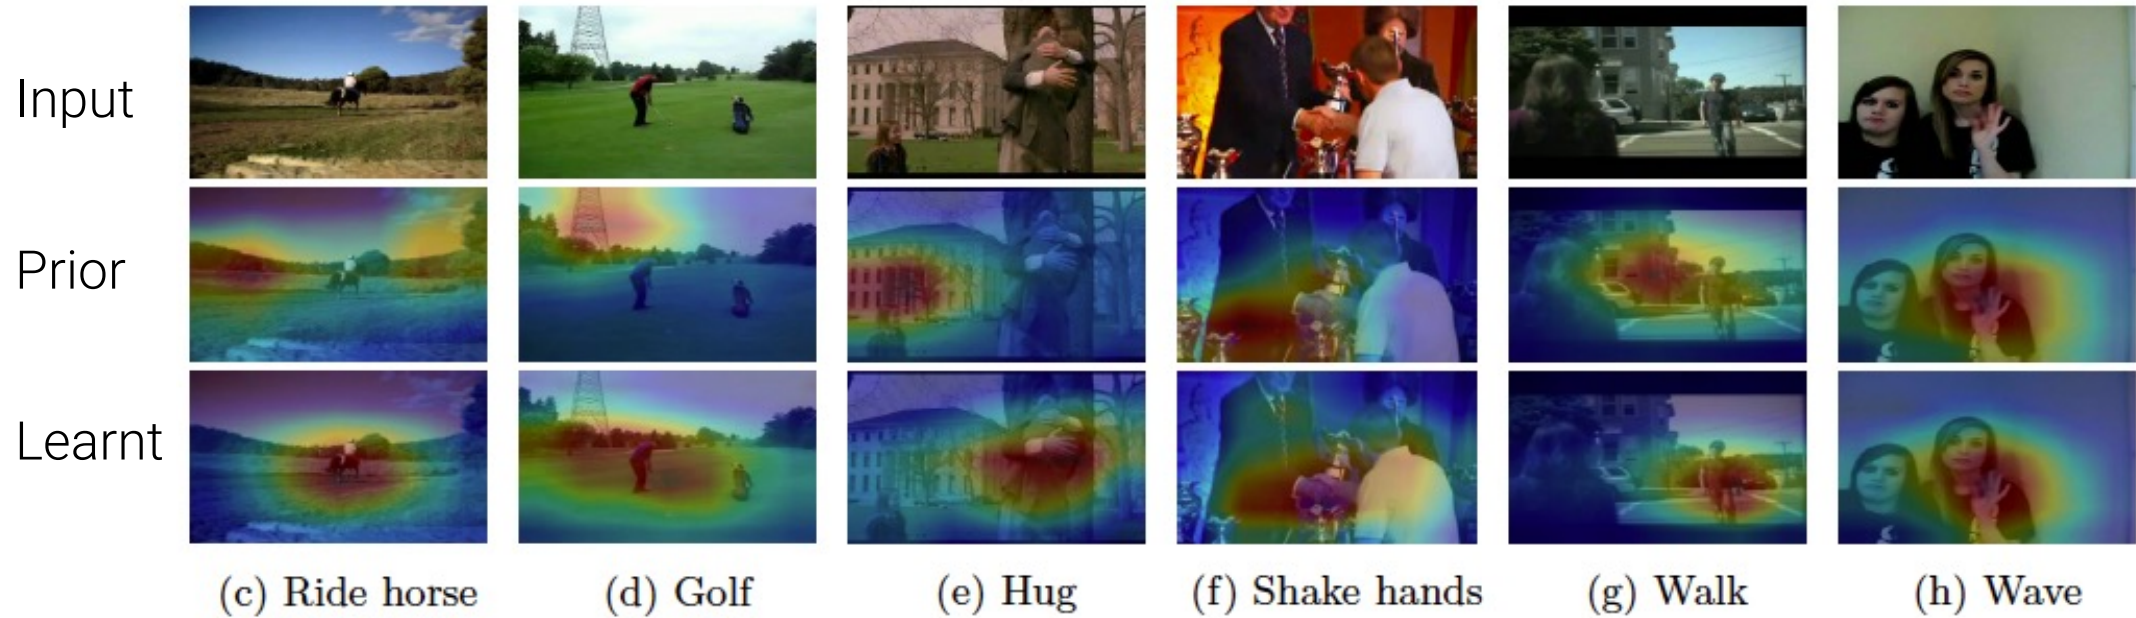 Input
Prior
Learnt
(c) Ride horse
(d) Golf
(e) Hug
(f) Shake hands
(g) Walk
(h) Wave